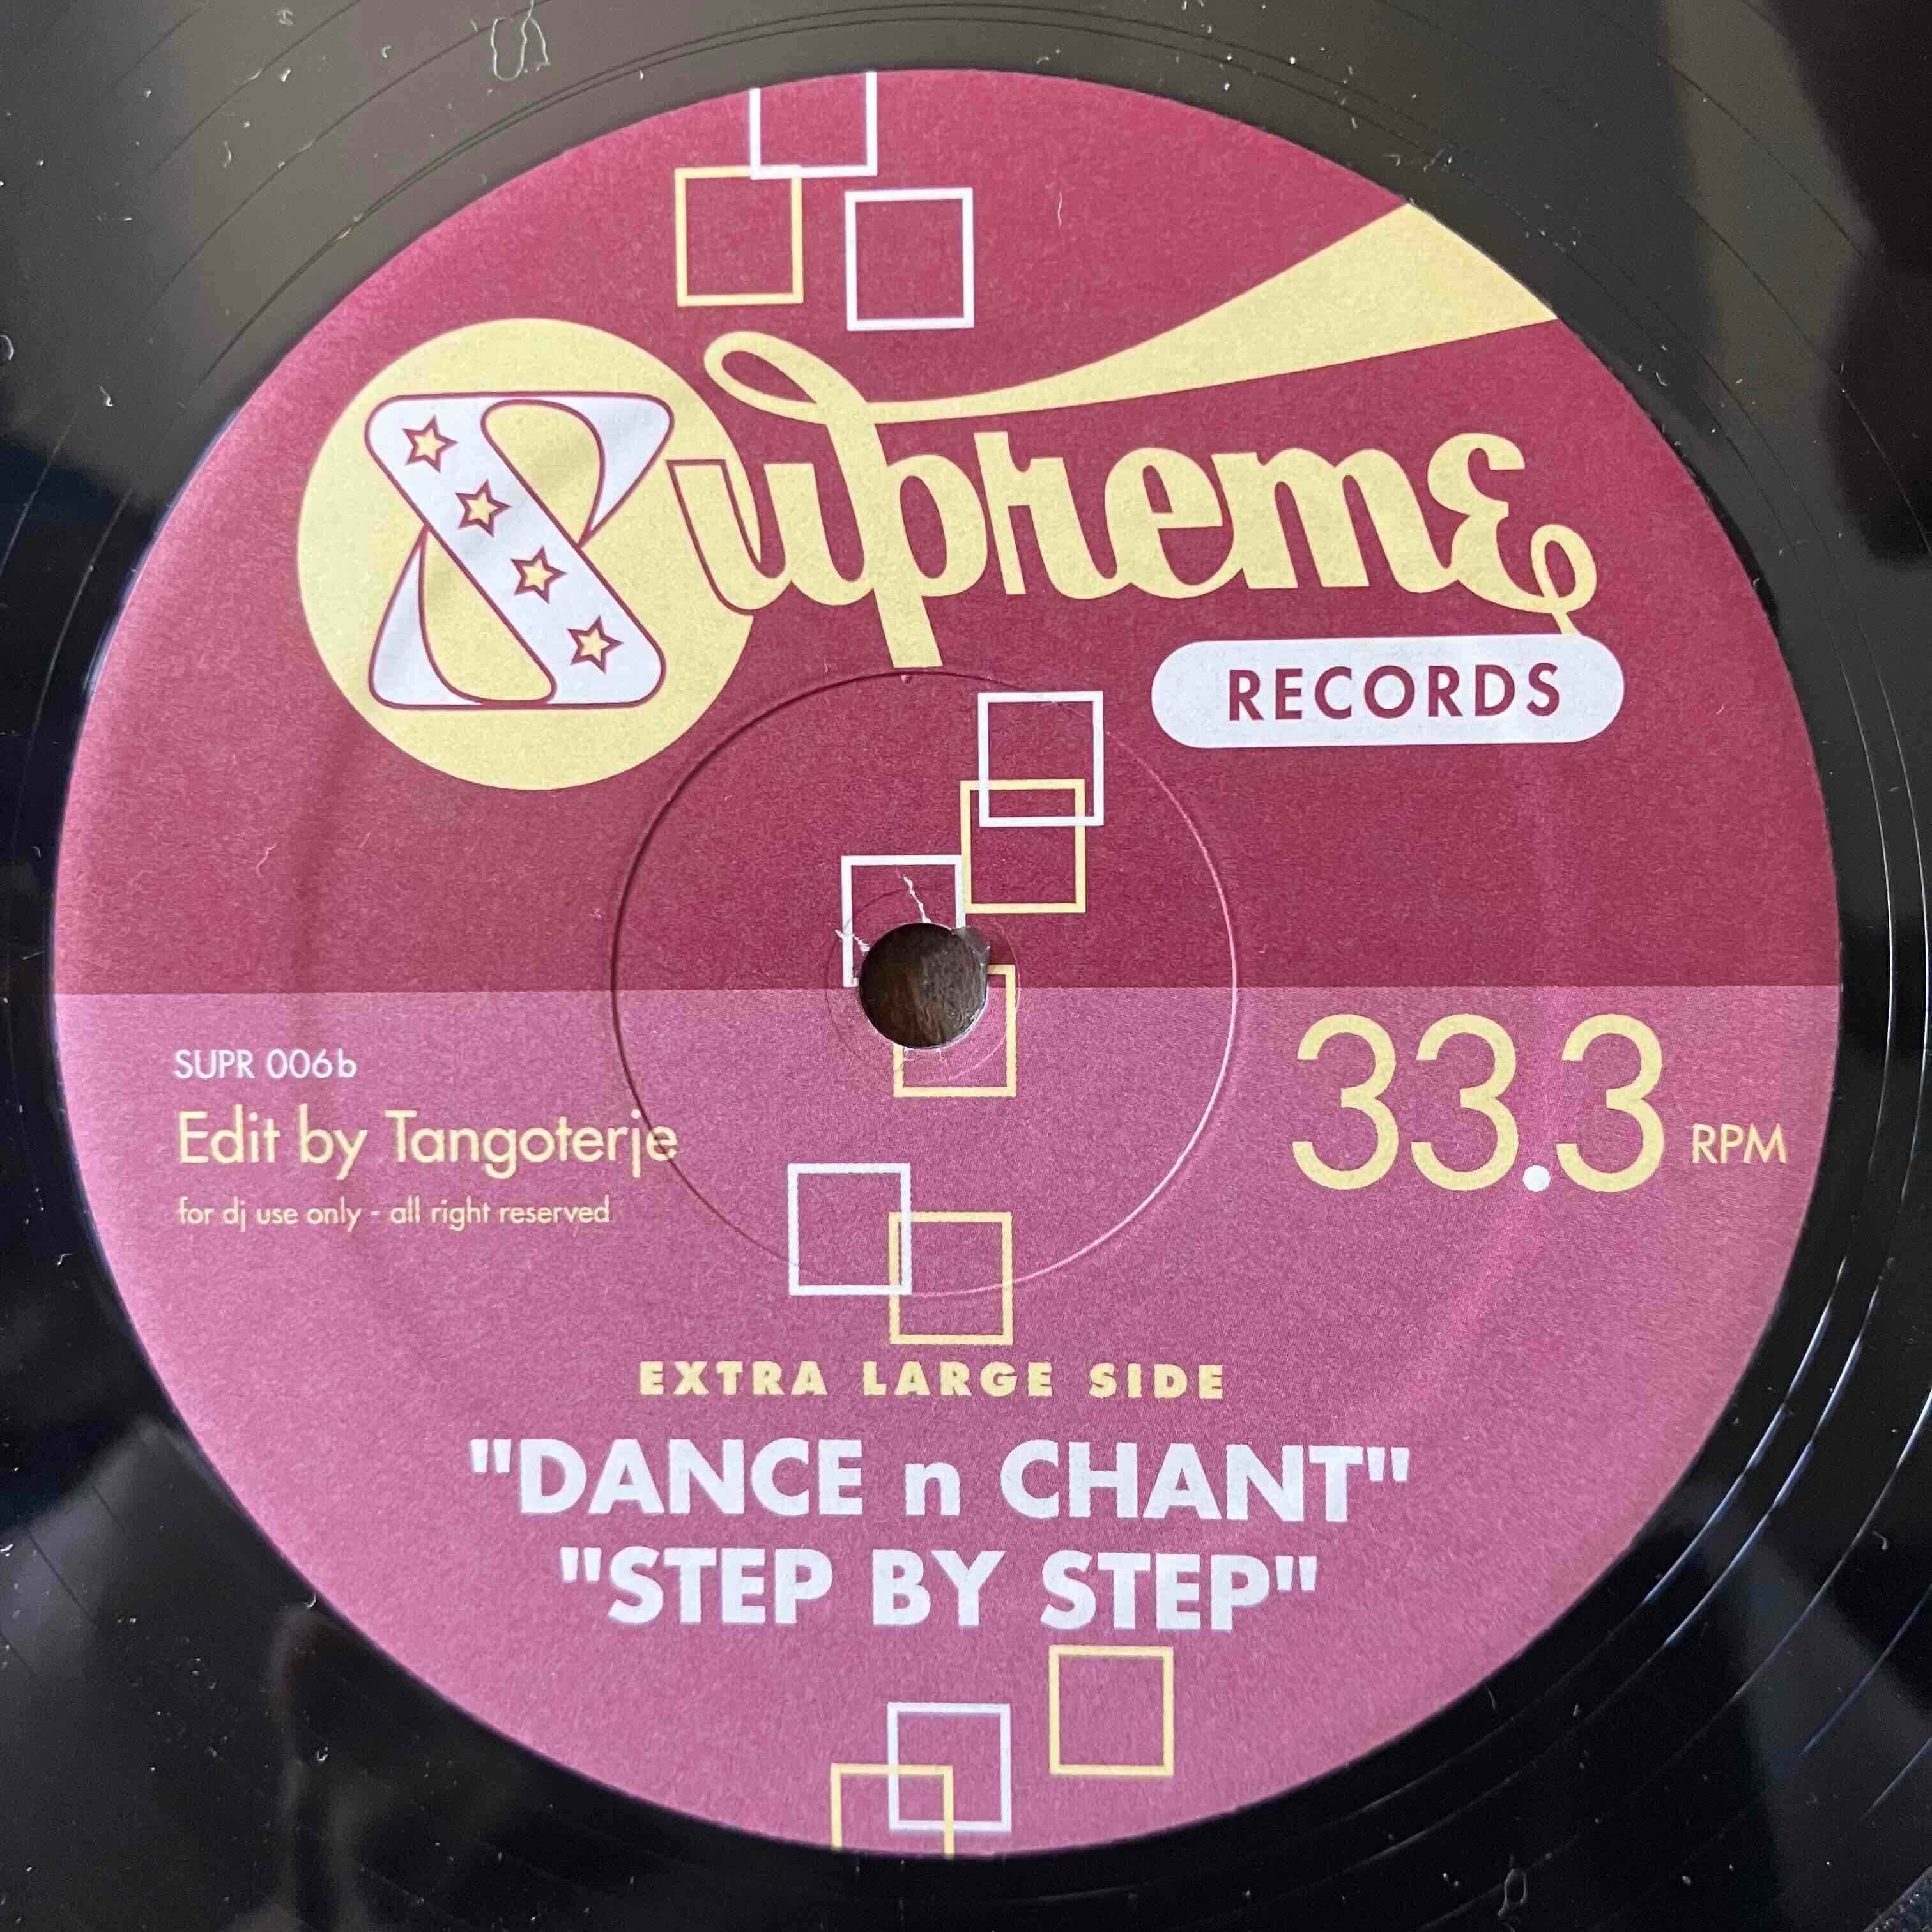 Supreme
RECORDS
SUPR 006b
Edit by Tangoterje
for dj use only - all right reserved
33.3 RPM
EXTRA LARGE SIDE
"DANCE n CHANT"
"STEP BY STEP"